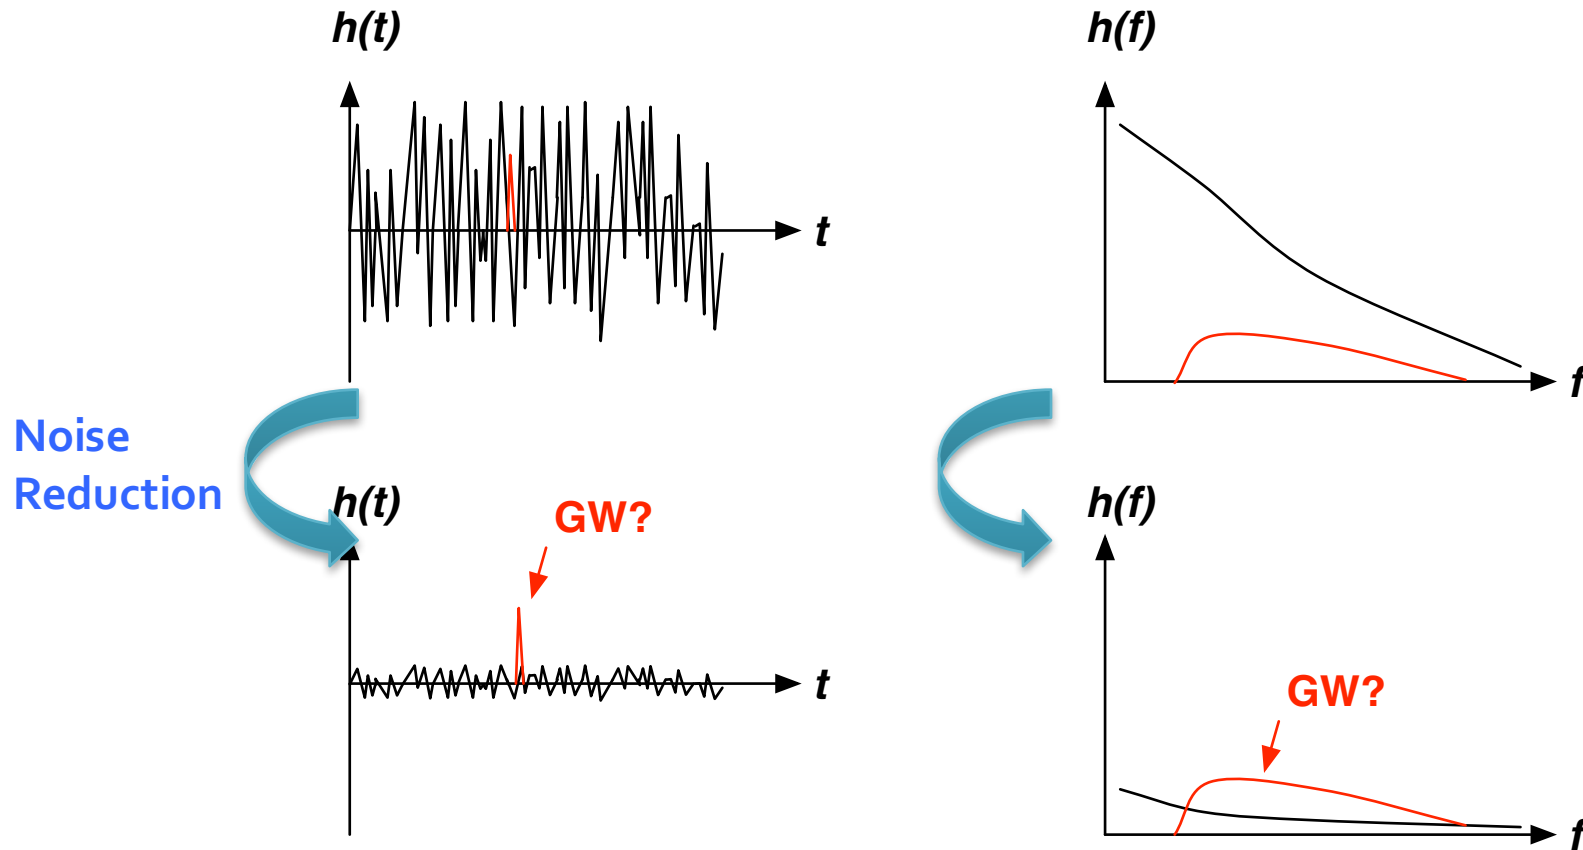 h(t)
h(f)
t
f
Noise
Reduction
h(t)
GW?
h(f)
t
GW?
f